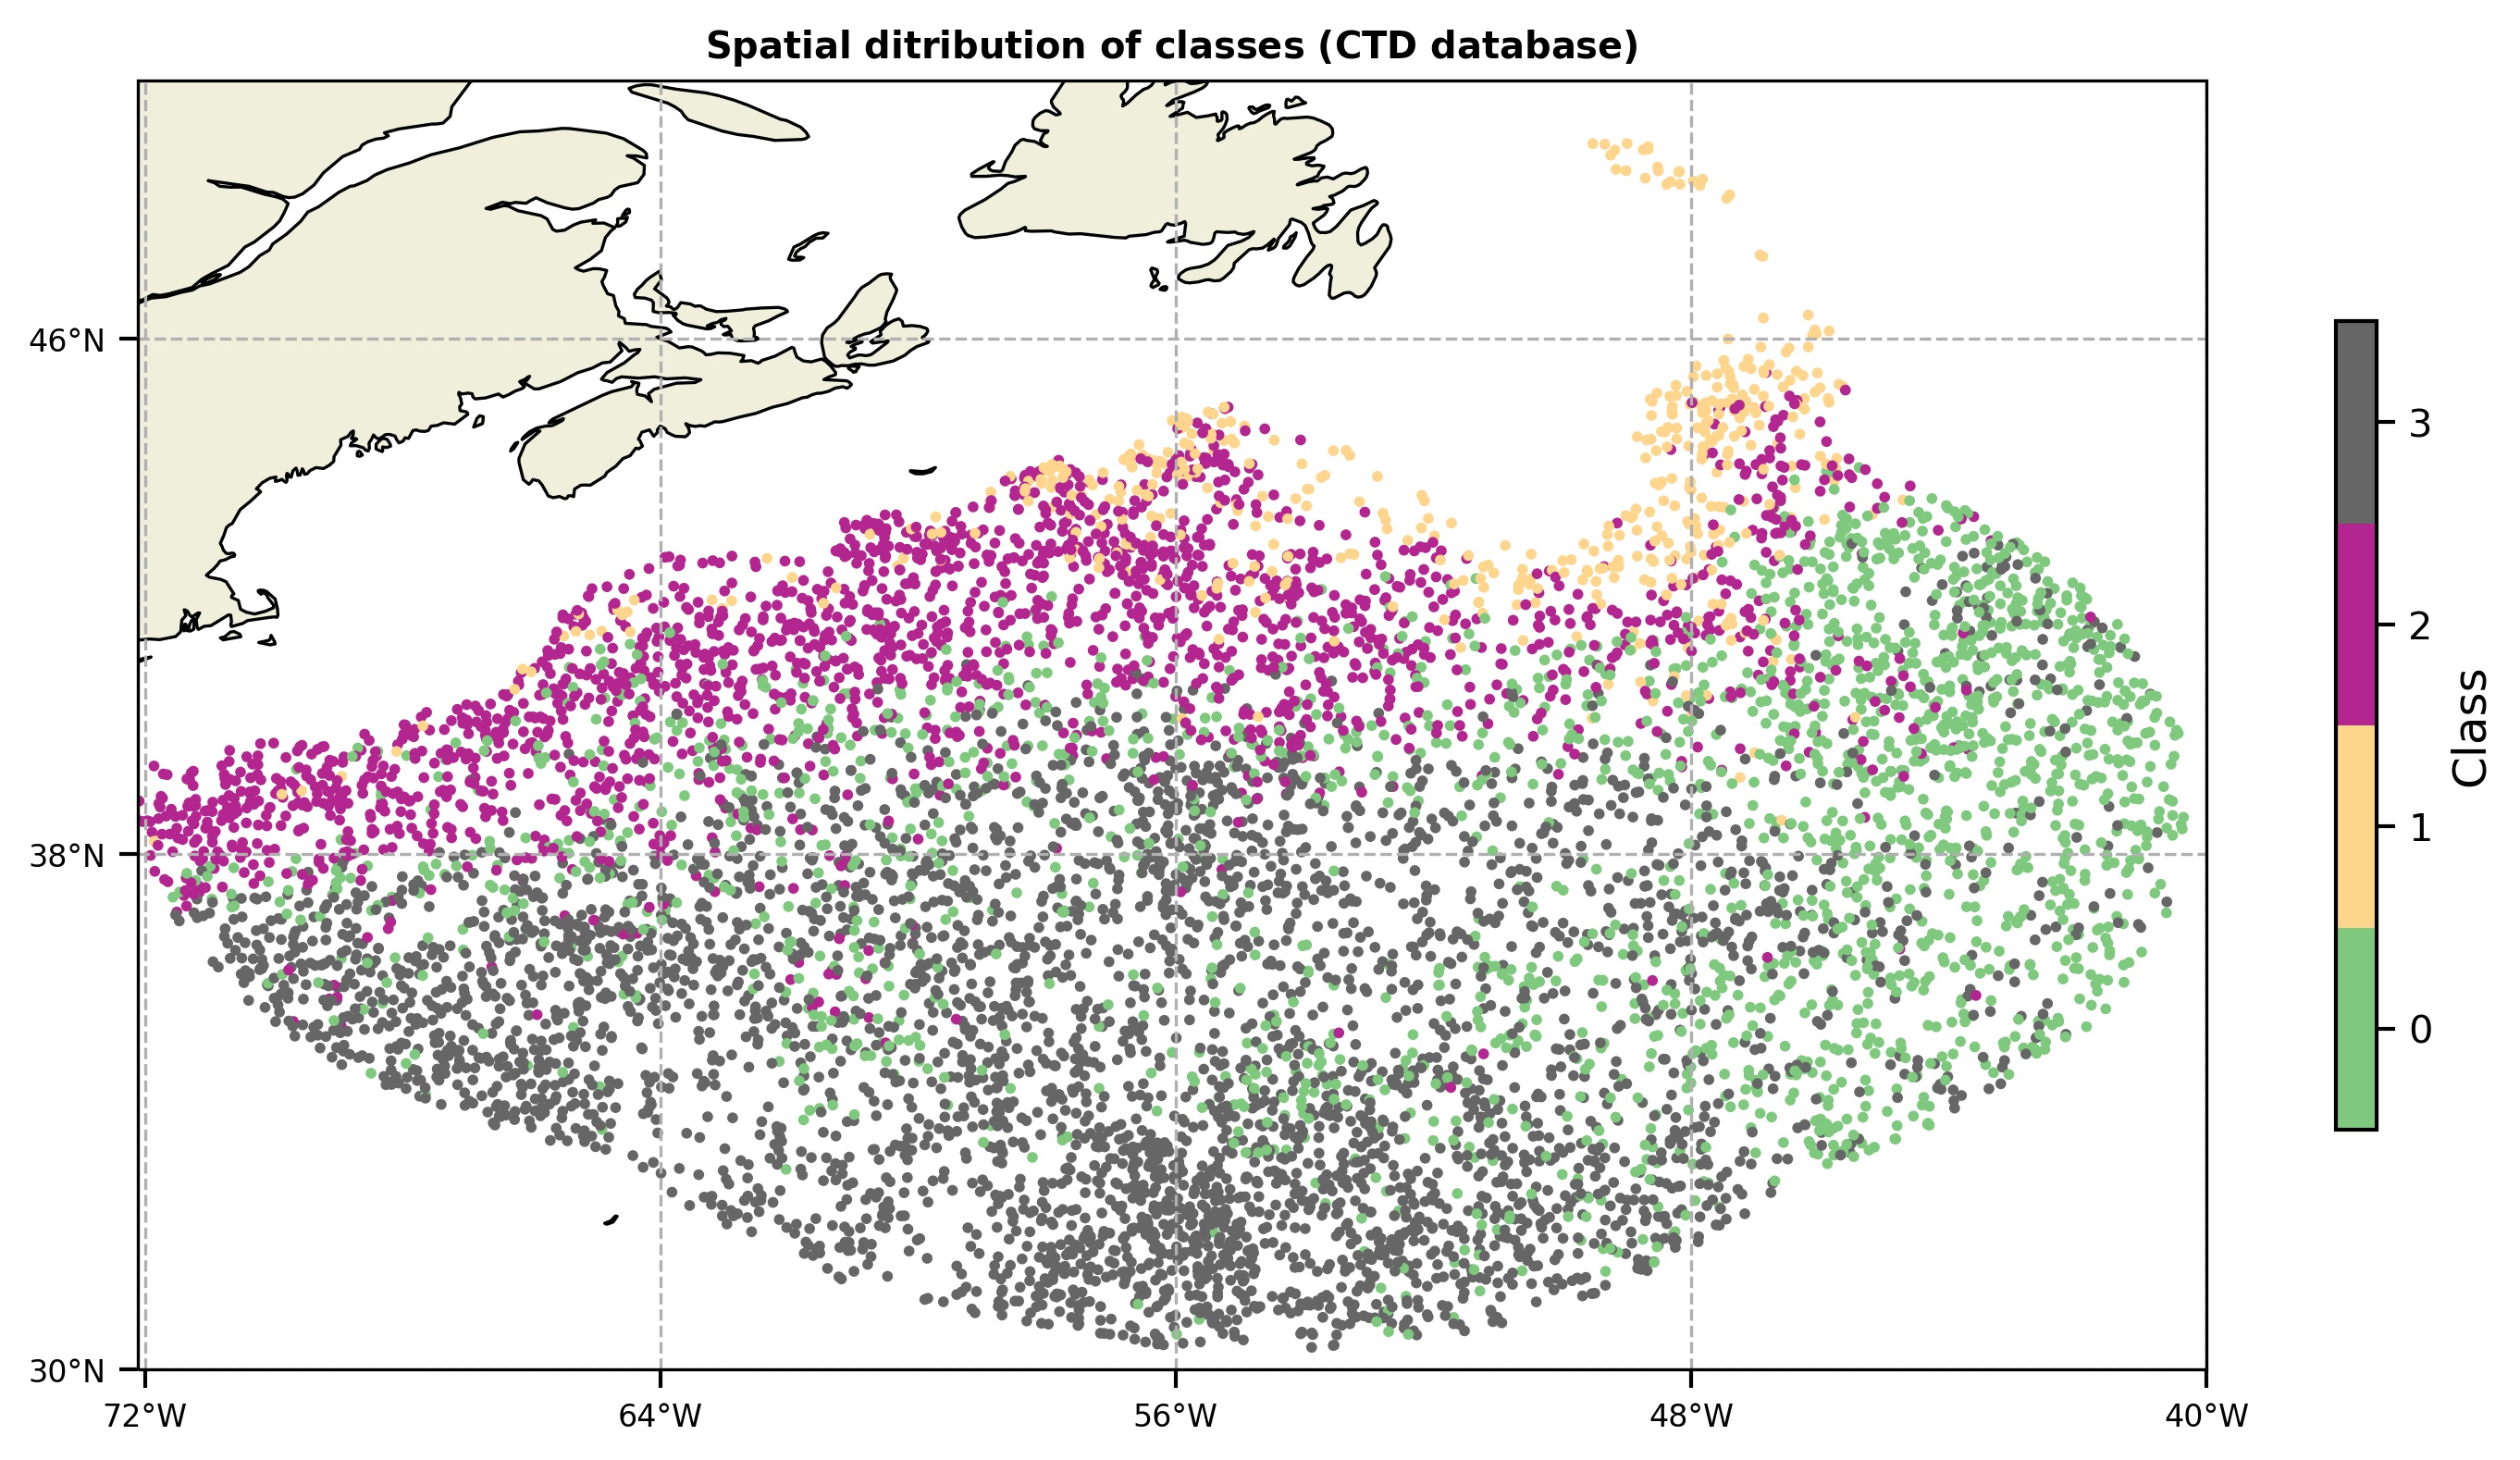 Spatial ditribution of classes (CTD database)
46°N
38°N
30°N
72°W
64°W
56°W
48°W
40°W
3
2
1
0
Class